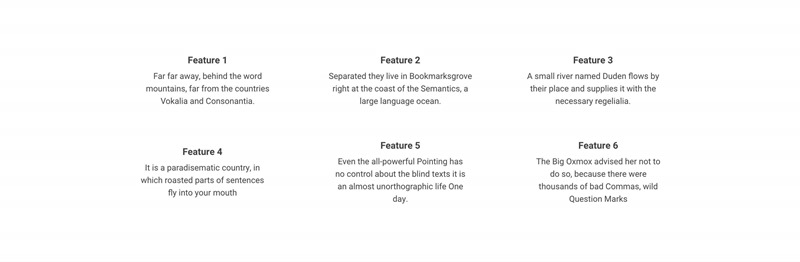 Feature 1
Far far away, behind the word
mountains, far from the countries
Vokalia and Consonantia.
Feature 2
Separated they live in Bookmarksgrove
right at the coast of the Semantics, a
large language ocean.
Feature 3
A small river named Duden flows by
their place and supplies it with the
necessary regelialia.
Feature 4
It is a paradisematic country, in
which roasted parts of sentences
fly into your mouth
Feature 5
Even the all-powerful Pointing has
no control about the blind texts it is
an almost unorthographic life One
day.
Feature 6
The Big Oxmox advised her not to
do so, because there were
thousands of bad Commas, wild
Question Marks